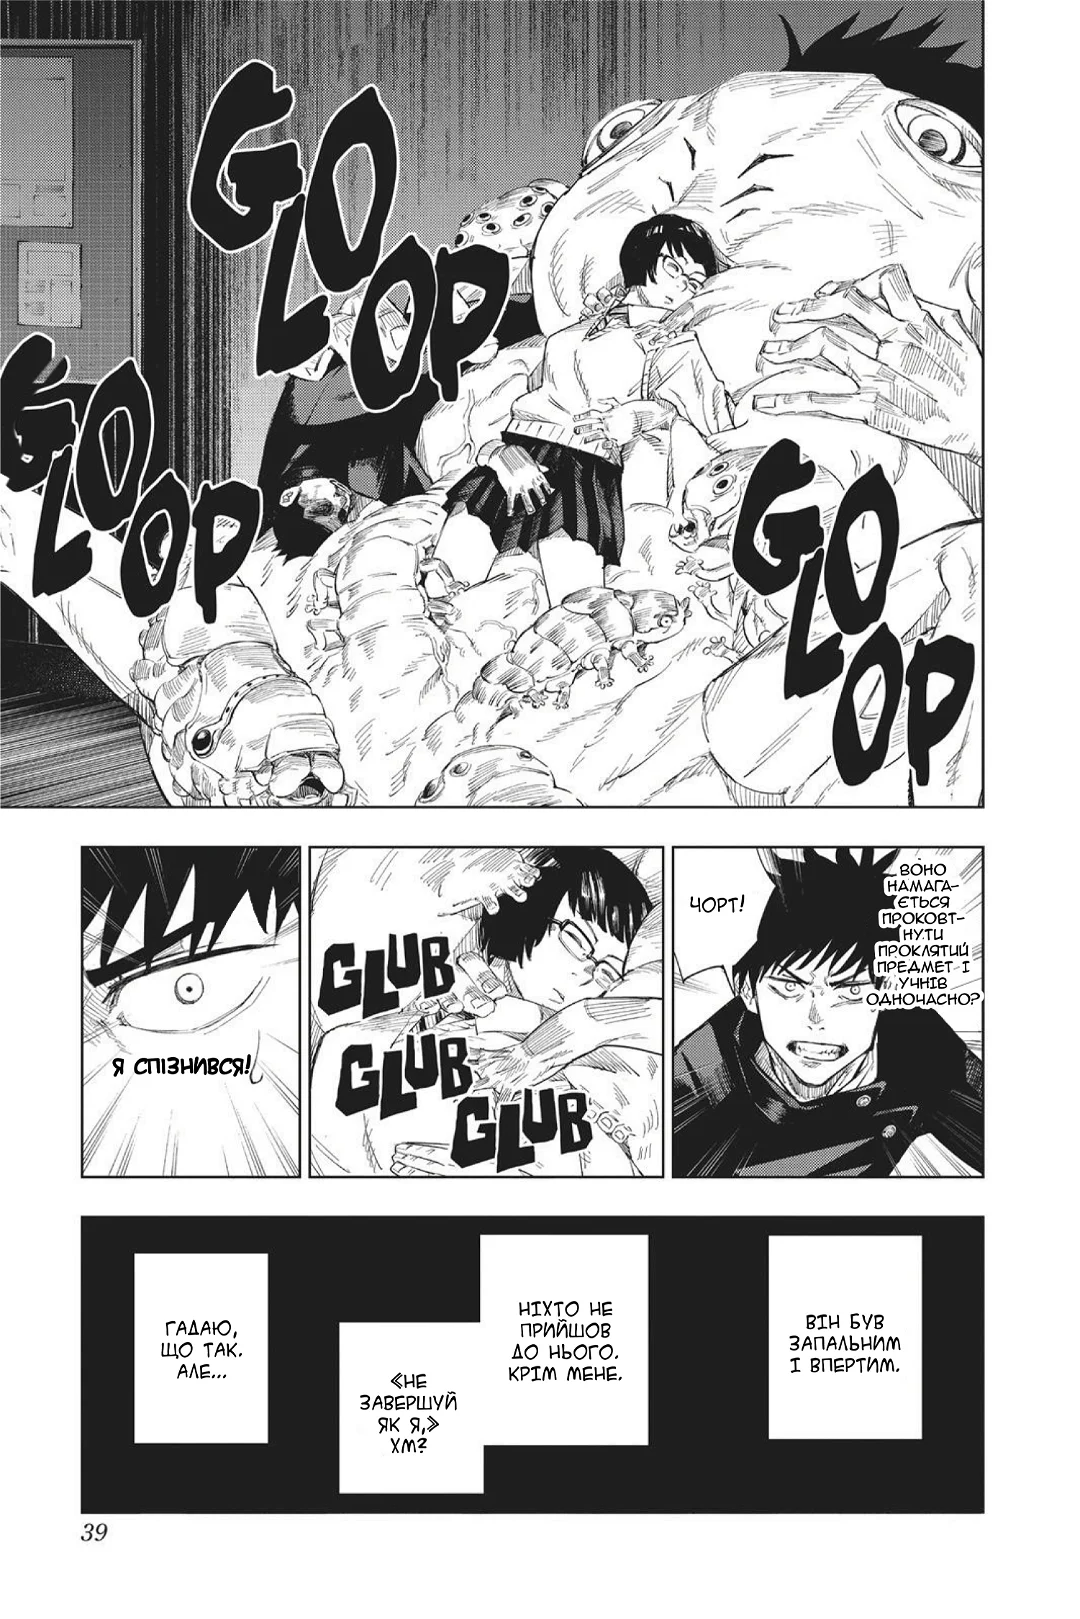 GLOOP
GLOOP
GLOOP
ВОНО
НАМАГА-
ЄТЬСЯ
ПРОКОВТ-
НУТИ
ПРОКЛЯТИЙ
ПРЕДМЕТ І
УЧНІВ
ОДНОЧАСНО?
ЧОРТ!
GLUB
GLUB
GLUB
Я СПІЗНИВСЯ!
ВІН БУВ
ЗАПАЛЬНИМ
І ВПЕРТИМ.
НІХТО НЕ
ПРИЙШОВ
ДО НЬОГО.
КРІМ МЕНЕ.
《НЕ
ЗАВЕРШУЙ
ЯК Я,》
ХМ?
ГАДАЮ,
ЩО ТАК.
АЛЕ...
39